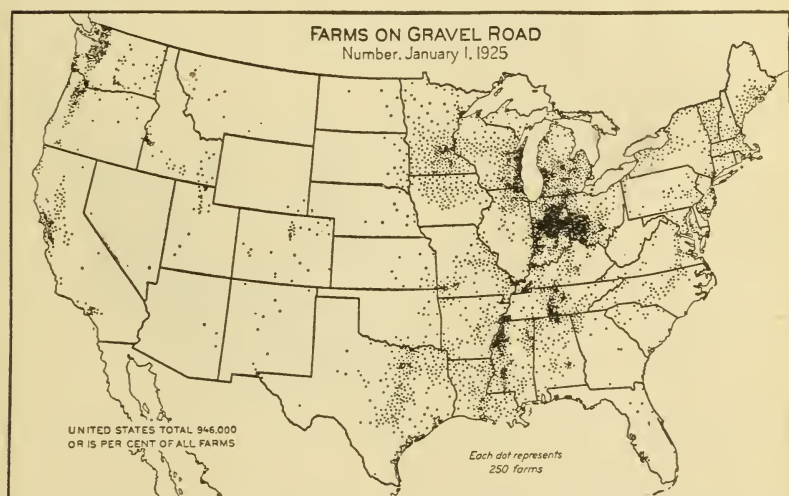 FARMS ON GRAVEL ROAD
Number, January 1, 1925
UNITED STATES TOTAL 946,000
OR 15 PER CENT OF ALL FARMS
Each dot represents
250 farms